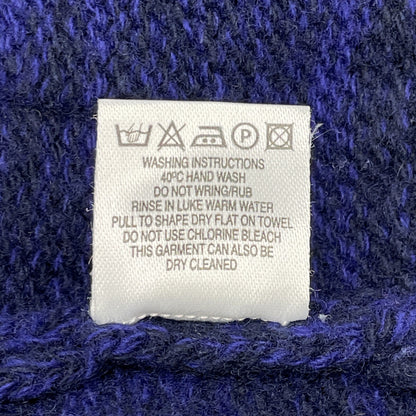 P
WASHING INSTRUCTIONS
40ºC HAND WASH
DO NOT WRING/RUB
RINSE IN LUKE WARM WATER
PULL TO SHAPE DRY FLAT ON TOWEL
DO NOT USE CHLORINE BLEACH
THIS GARMENT CAN ALSO BE
DRY CLEANED